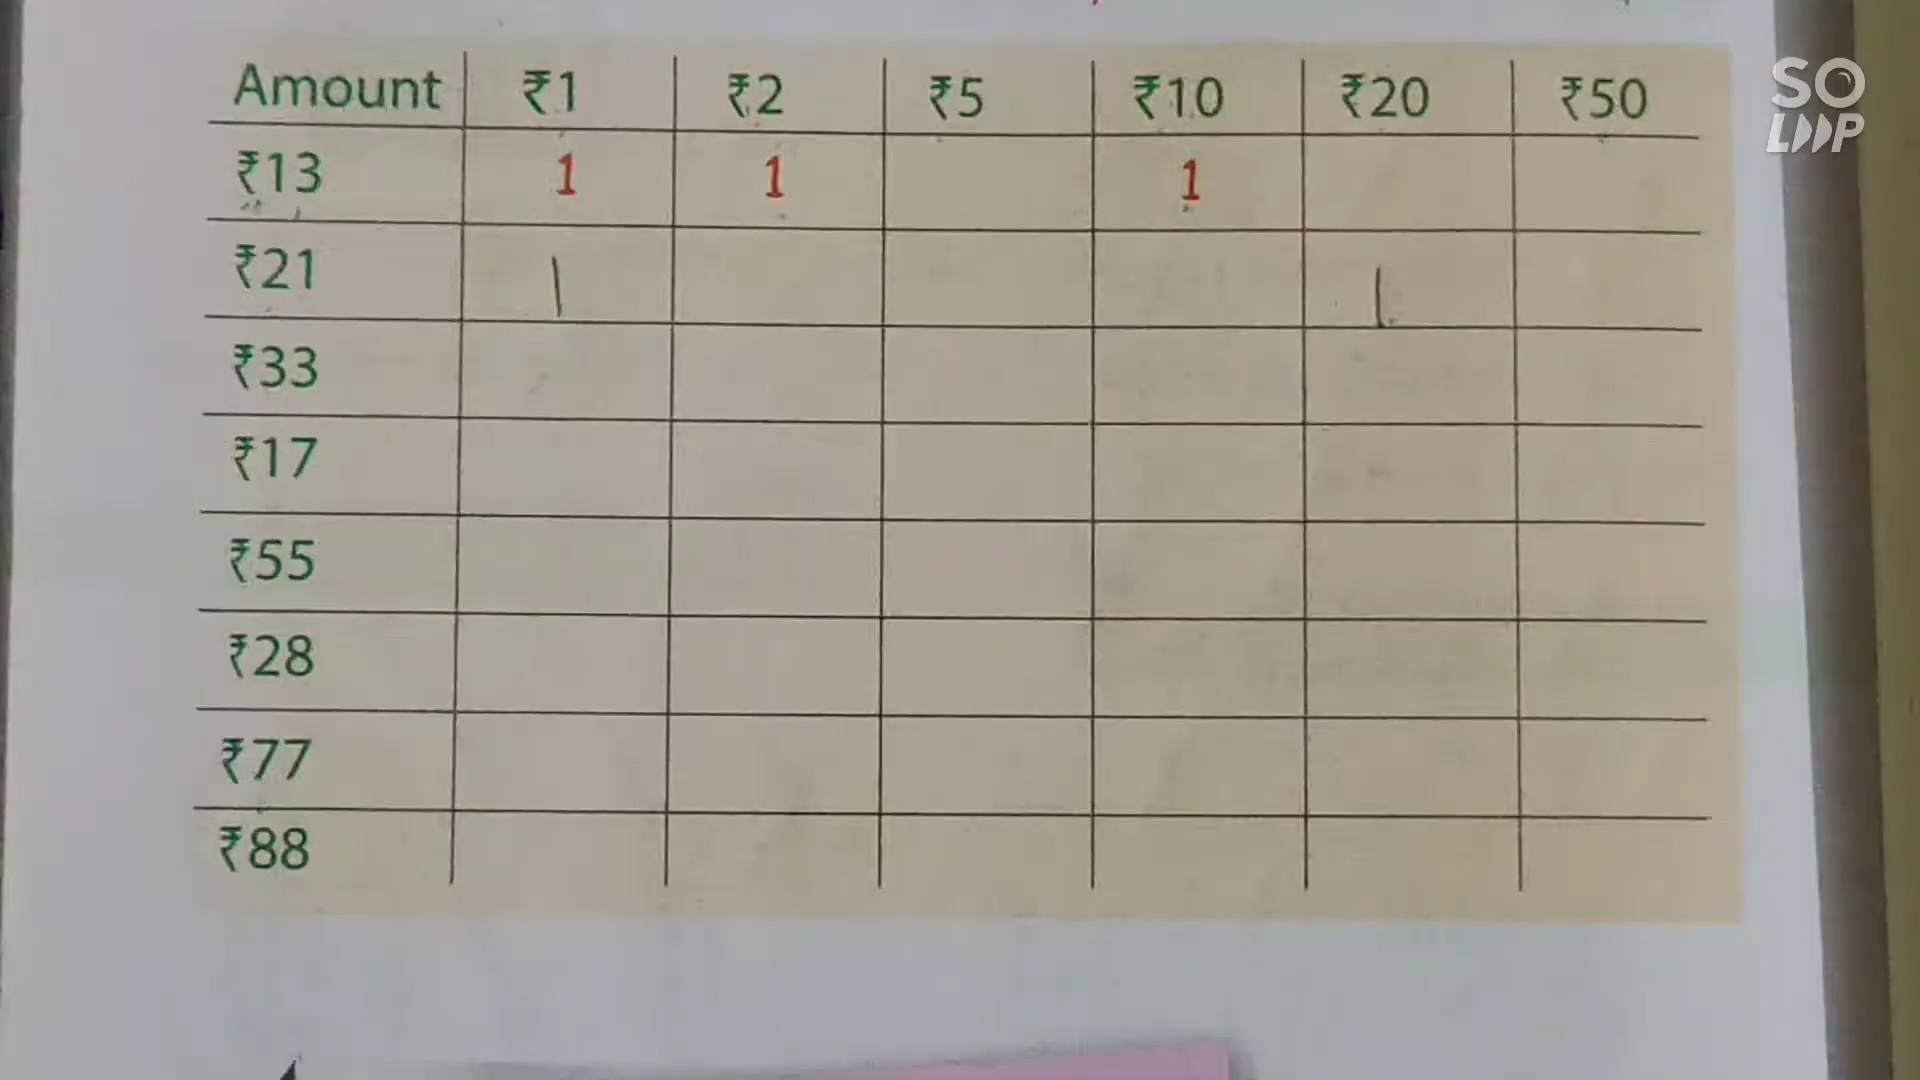 Amount ₹1 ₹2 ₹5 ₹10 ₹20 ₹50
₹13 1 1 1
₹21 1 1
₹33
₹17
₹55
₹28
₹77
₹88
SO
LOOP